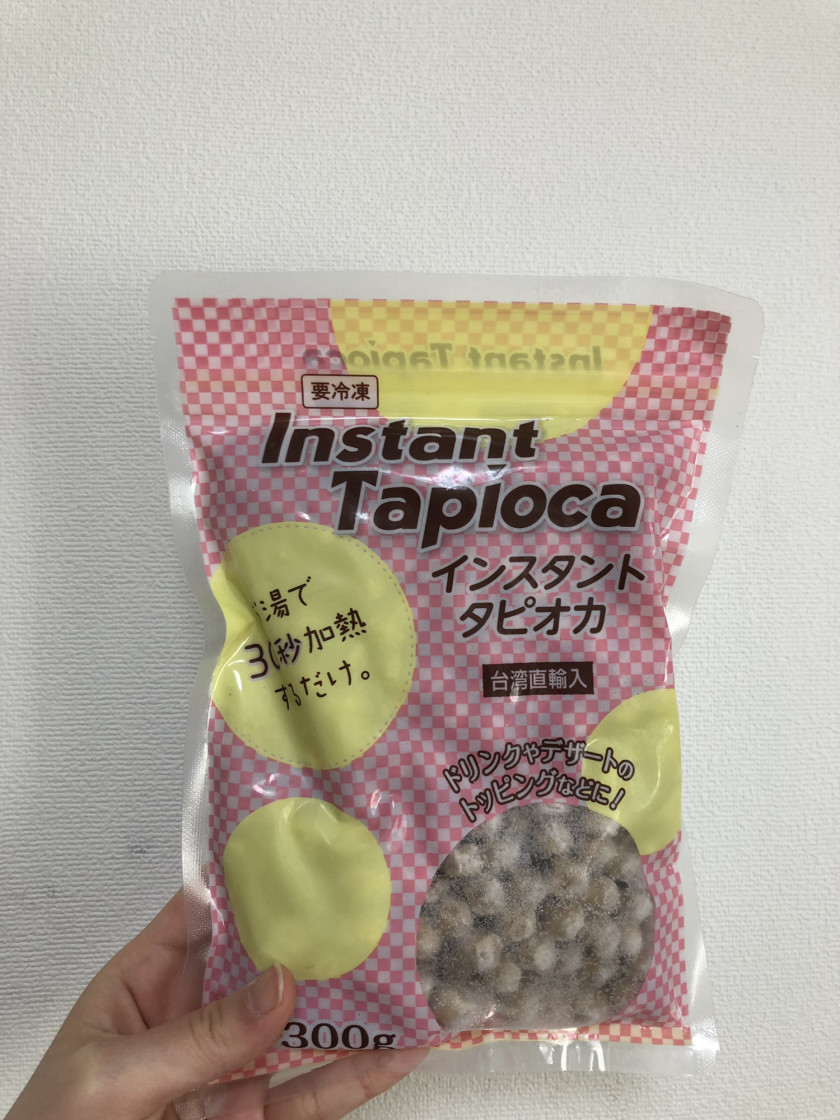 Instant Tapioca
要冷凍
Instant
Tapioca
インスタント
タピオカ
湯で
秒加熱
するだけ。
台湾直輸入
ドリンクやデザートの
トッピングなどに!
300g